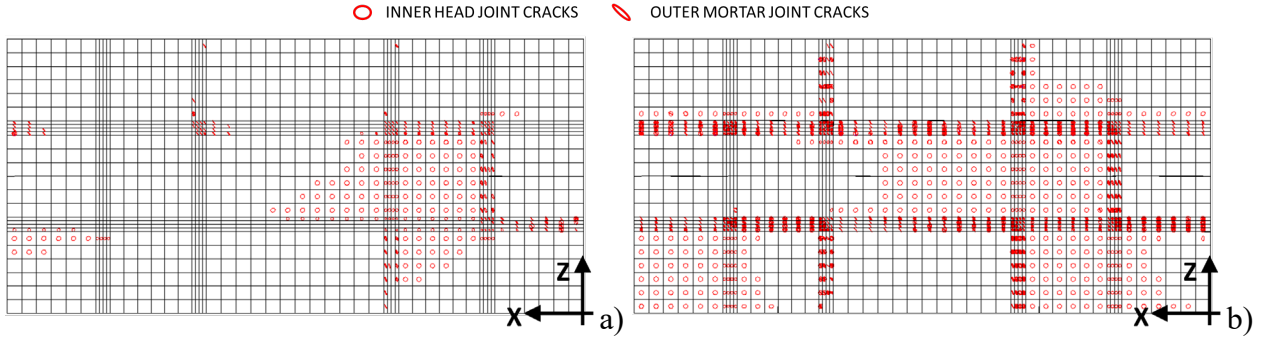 INNER HEAD JOINT CRACKS OUTER MORTAR JOINT CRACKS
Z Z
X a) X b)